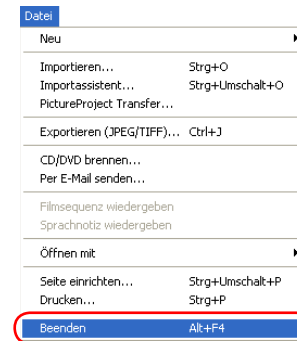 Datei
Neu
Importieren... Strg+O
Importassistent... Strg+Umschalt+O
PictureProject Transfer...
Exportieren (JPEG/TIFF)... Ctrl+J
CD/DVD brennen...
Per E-Mail senden...
Filmsequenz wiedergeben
Sprachnotiz wiedergeben
Öffnen mit
Seite einrichten... Strg+Umschalt+P
Drucken... Strg+P
Beenden Alt+F4